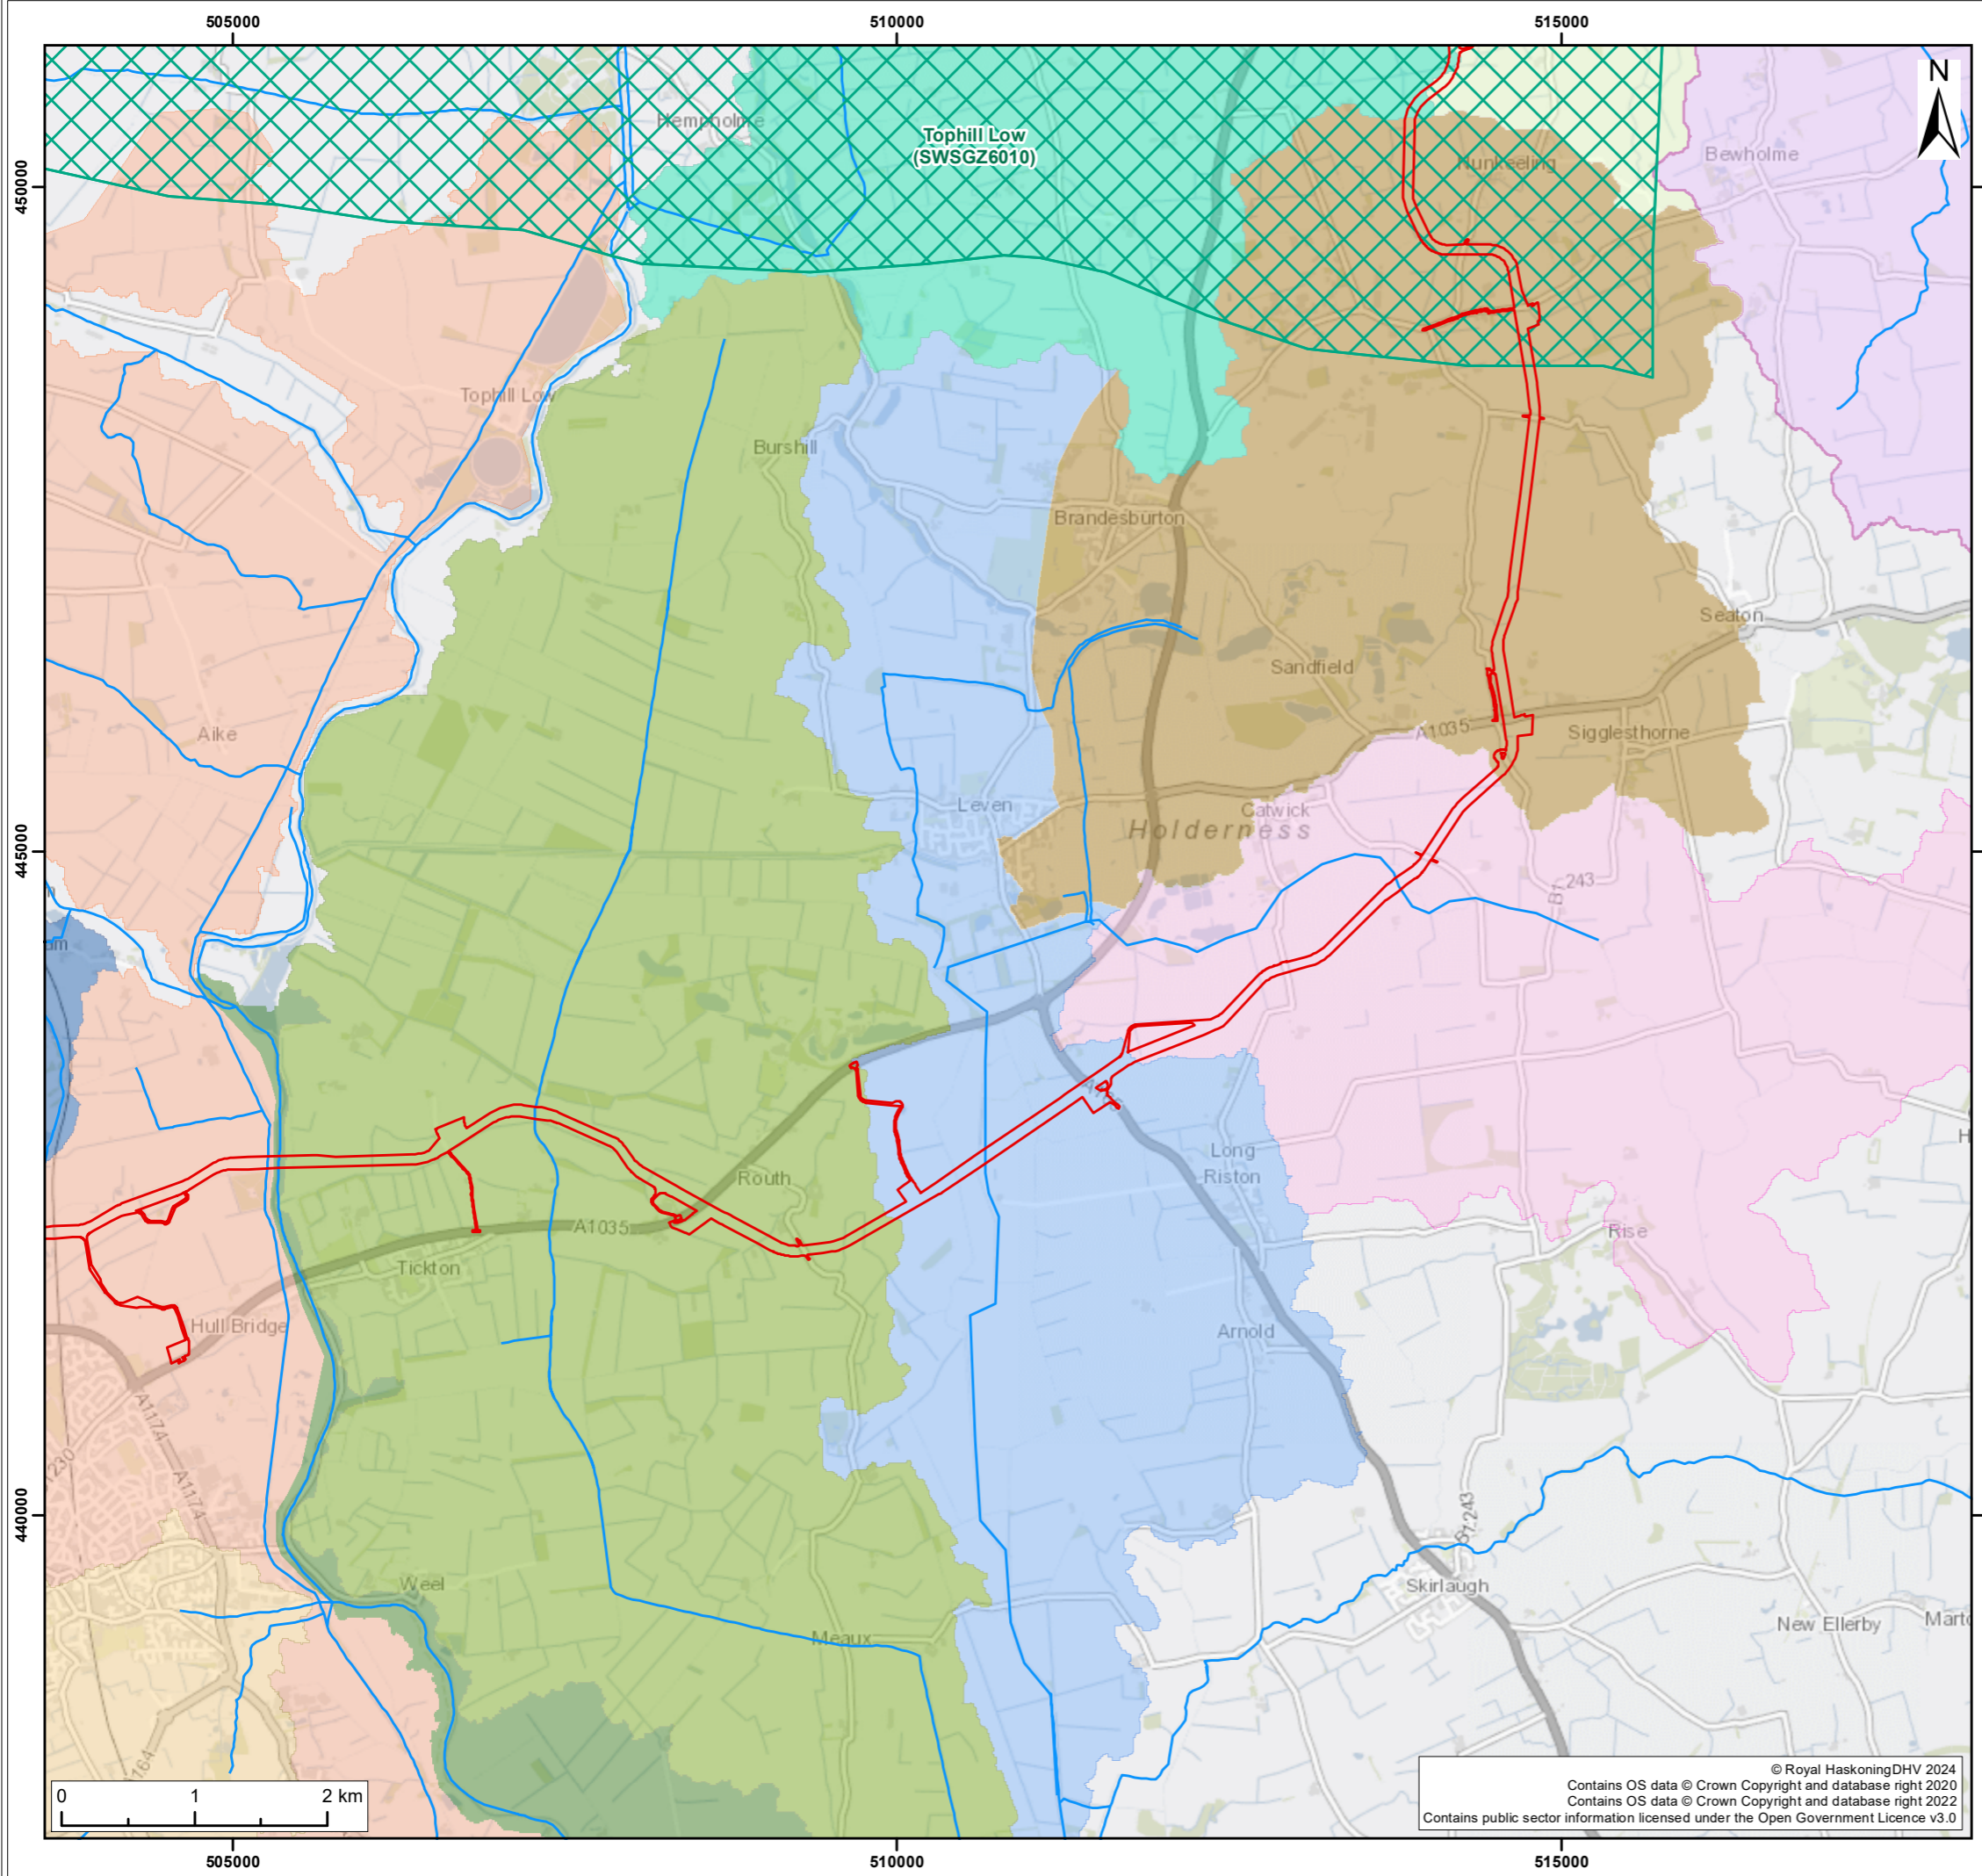 505000
510000
515000
N
Hempholme
Tophill Low
(SWSGZ6010)
Nunkeeling
Bewholme
450000
Tophill Low
Burshill
Brandesburton
Seaton
Sandfield
Aike
A1035
Sigglesthorne
Leven
Catwick
Holderness
445000
B1243
A165
Long
Riston
Routh
A1035
Rise
Tickton
Hull Bridge
Arnold
A1174
A1174
1230
440000
B1243
Weel
Skirlaugh
Meaux
New Ellerby
164
0
1
2 km
© Royal HaskoningDHV 2024
Contains OS data © Crown Copyright and database right 2020
Contains OS data © Crown Copyright and database right 2022
Contains public sector information licensed under the Open Government Licence v3.0
505000
510000
515000